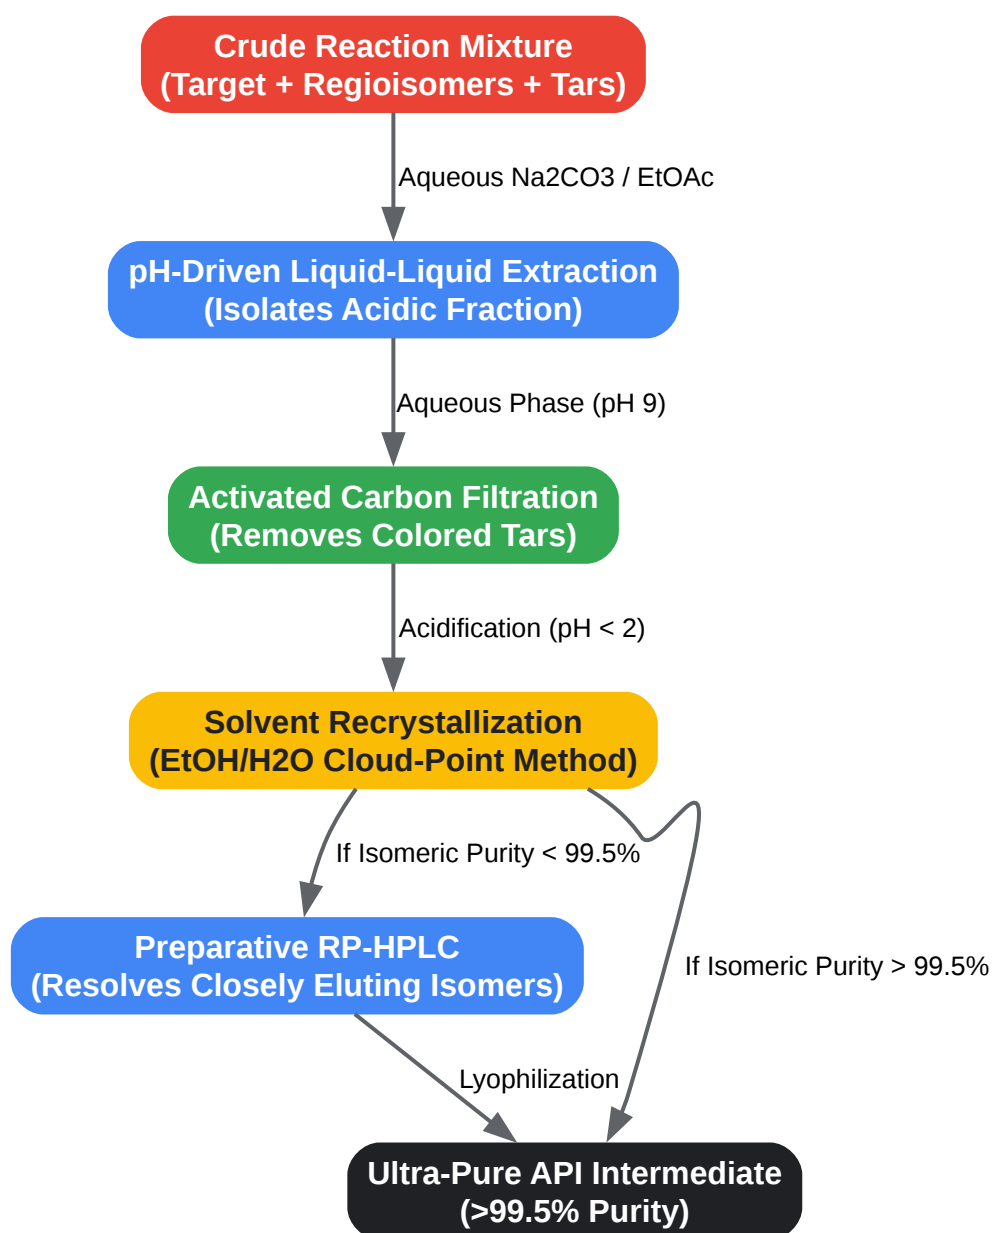 Crude Reaction Mixture
(Target + Regioisomers + Tars)
Aqueous Na2CO3 / EtOAc
pH-Driven Liquid-Liquid Extraction
(Isolates Acidic Fraction)
Aqueous Phase (pH 9)
Activated Carbon Filtration
(Removes Colored Tars)
Acidification (pH < 2)
Solvent Recrystallization
(EtOH/H2O Cloud-Point Method)
If Isomeric Purity < 99.5%
Preparative RP-HPLC
(Resolves Closely Eluting Isomers)
If Isomeric Purity > 99.5%
Lyophilization
Ultra-Pure API Intermediate
(>99.5% Purity)